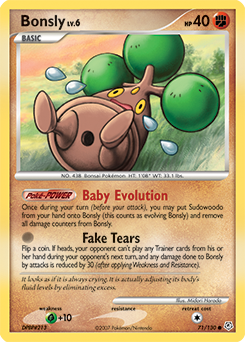 Bonsly LV.6 HP 40
BASIC
NO. 438 Bonsai Pokémon. HT: 1'08" WT: 33.1 lbs.
Poké-POWER Baby Evolution
Once during your turn (before your attack), you may put Sudowoodo
from your hand onto Bonsly (this counts as evolving Bonsly) and remove
all damage counters from Bonsly.
Fake Tears
Flip a coin. If heads, your opponent can't play any Trainer cards from his or
her hand during your opponent's next turn, and any damage done to Bonsly
by attacks is reduced by 30 (after applying Weakness and Resistance).
It looks as if it is always crying. It is actually adjusting its body's
fluid levels by eliminating excess.
Illus. Midori Harada
weakness resistance retreat cost
+10
©2007 Pokémon/Nintendo 71/100